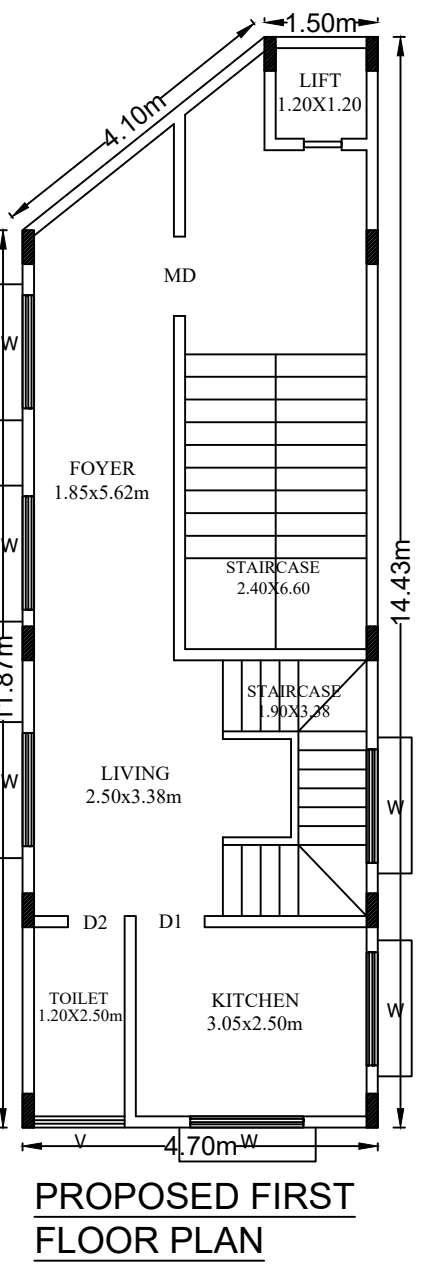 1.50m
LIFT
1.20X1.20
4.10m
MD
W
FOYER
1.85x5.62m
W
STAIRCASE
2.40X6.60
14.43m
11.87m
STAIRCASE
1.90X3.38
LIVING
2.50x3.38m
W
W
D2
D1
TOILET
1.20X2.50m
KITCHEN
3.05x2.50m
W
V
4.70m
W
PROPOSED FIRST
FLOOR PLAN